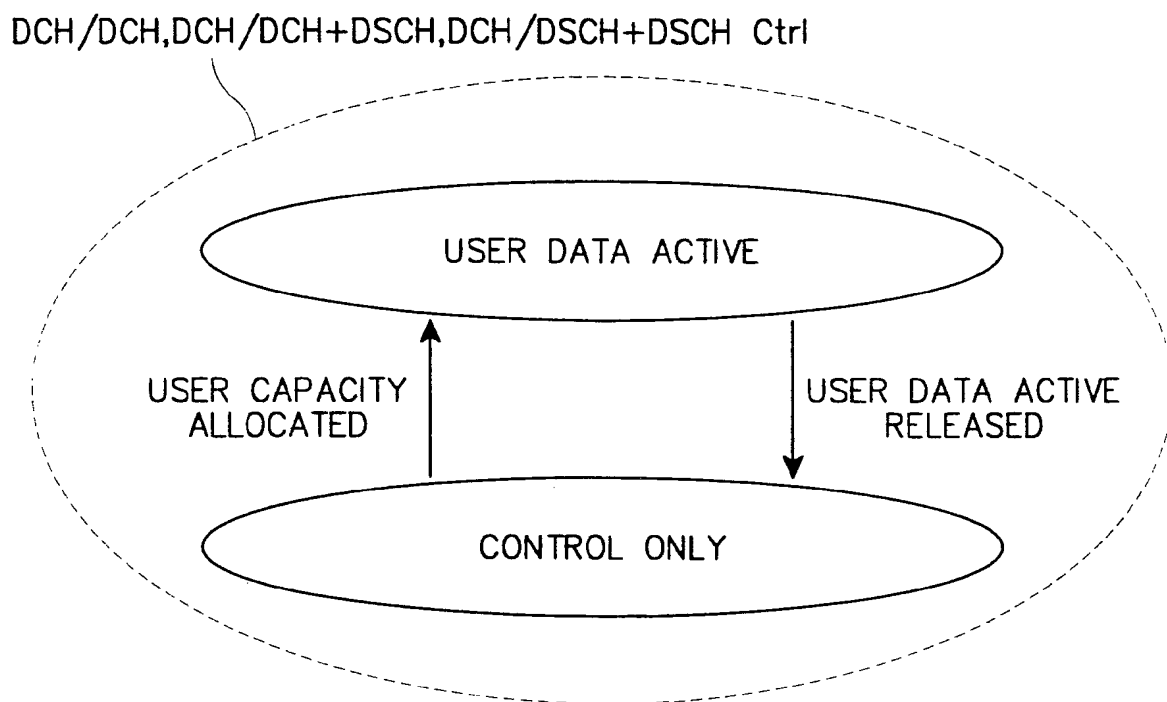 DCH/DCH,DCH/DCH+DSCH,DCH/DSCH+DSCH Ctrl
USER DATA ACTIVE
USER CAPACITY
ALLOCATED
USER DATA ACTIVE
RELEASED
CONTROL ONLY